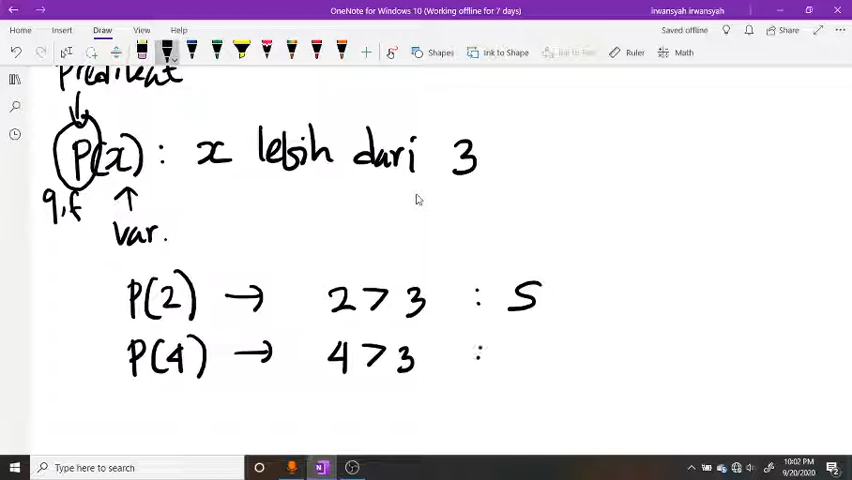 OneNote for Windows 10 (Working offline for 7 days)
irwansyah irwansyah
Home Insert Draw View Help
Saved offline
Share
Shapes Ink to Shape Ink to Text Ruler Math
predikat
P(x) : x lebih dari 3
q, f
var.
P(2) → 2 > 3 : S
P(4) → 4 > 3 :
Type here to search
10:02 PM
9/20/2020
2